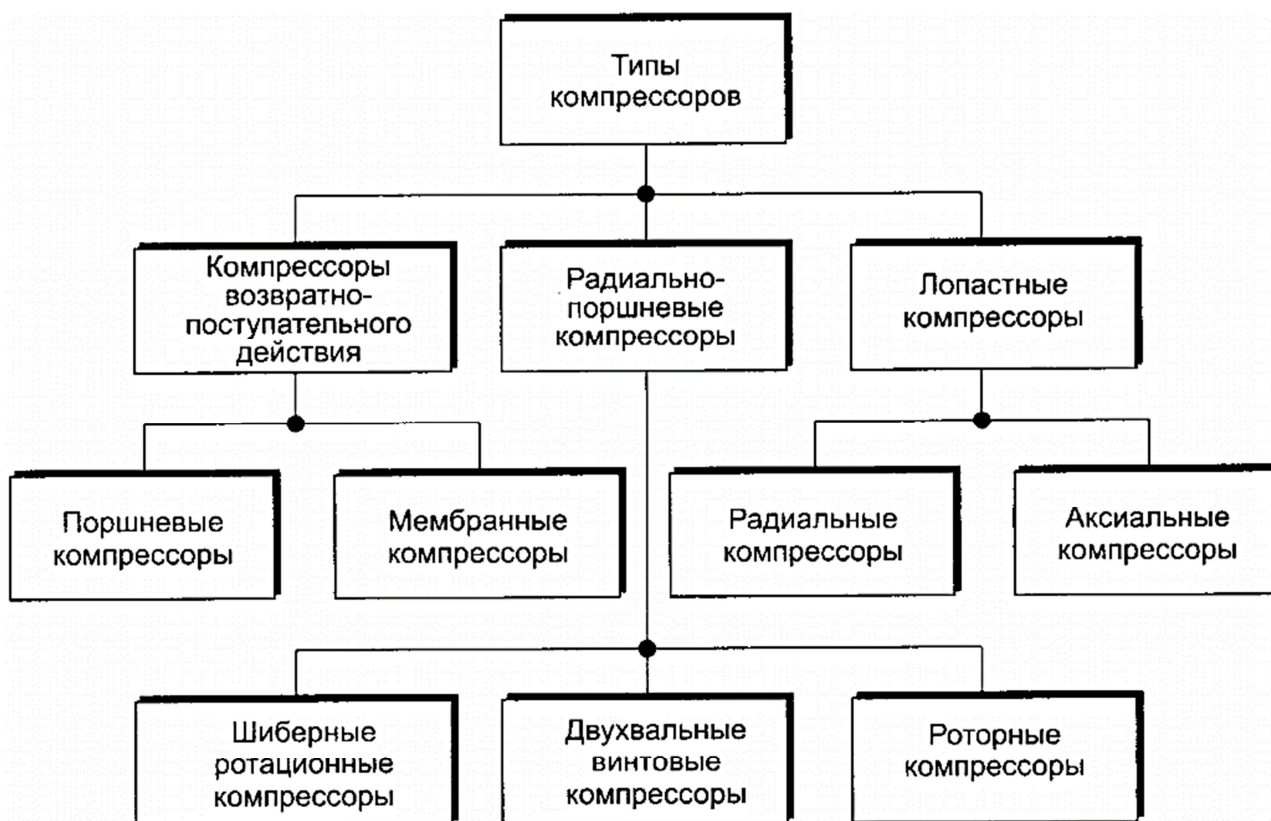 Типы
компрессоров
Компрессоры
возвратно-
поступательного
действия
Радиально-
поршневые
компрессоры
Лопастные
компрессоры
Поршневые
компрессоры
Мембранные
компрессоры
Радиальные
компрессоры
Аксиальные
компрессоры
Шиберные
ротационные
компрессоры
Двухвальные
винтовые
компрессоры
Роторные
компрессоры